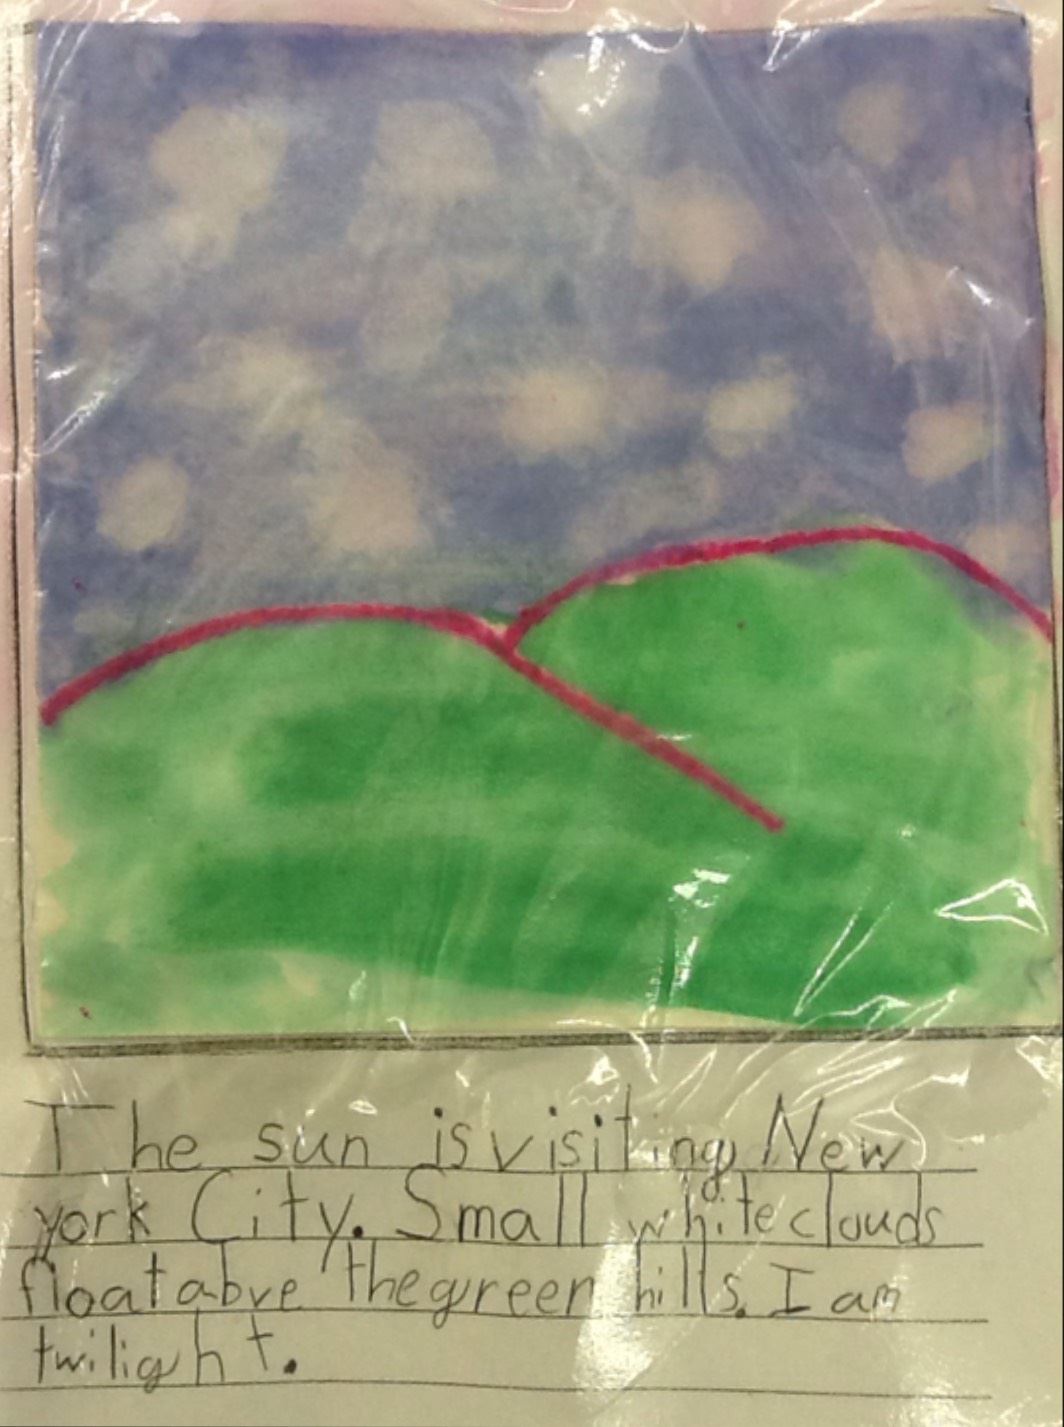 The sun is visiting New
york City. Small white clouds
float abve the green hills. I am
twilight.